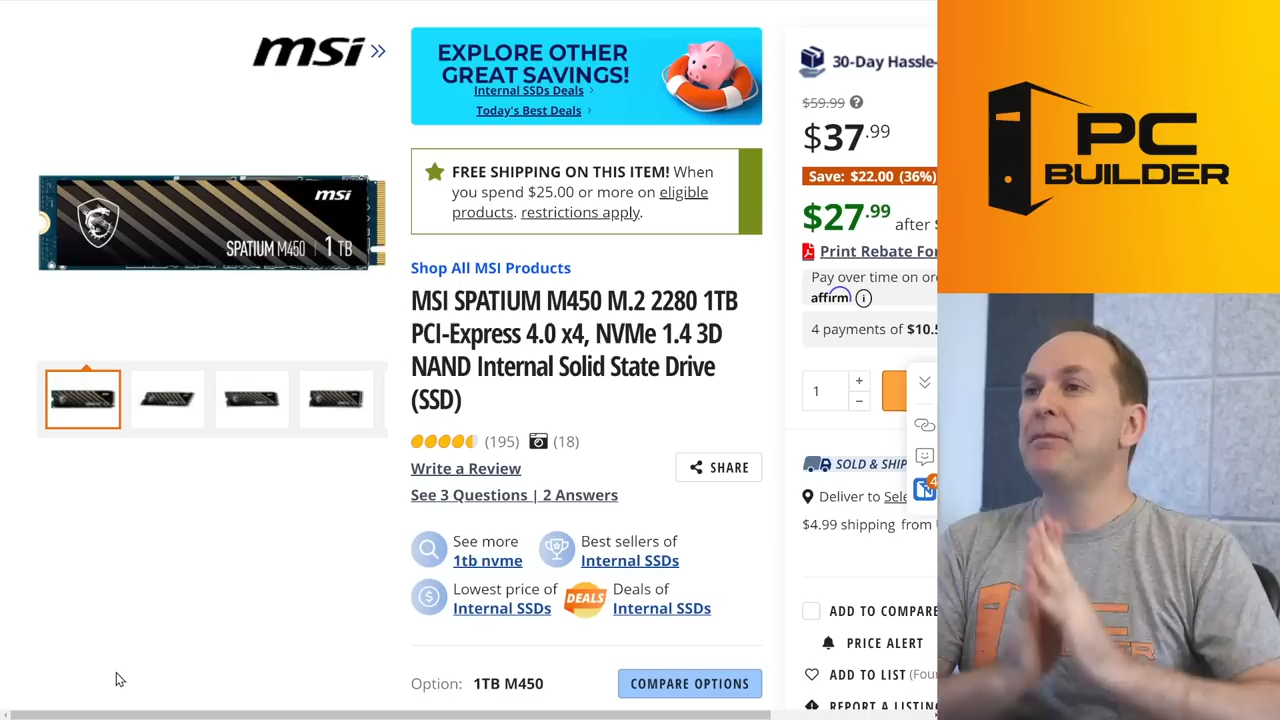 msi
EXPLORE OTHER
GREAT SAVINGS!
Internal SSDs Deals
Today's Best Deals
FREE SHIPPING ON THIS ITEM! When
you spend $25.00 or more on eligible
products. restrictions apply.
msi
SPATIUM M450 | 1 TB
Shop All MSI Products
MSI SPATIUM M450 M.2 2280 1TB
PCI-Express 4.0 x4, NVMe 1.4 3D
NAND Internal Solid State Drive
(SSD)
(195) (18)
Write a Review
SHARE
See 3 Questions | 2 Answers
See more
1tb nvme
Best sellers of
Internal SSDs
Lowest price of
Internal SSDs
DEALS
Deals of
Internal SSDs
Option: 1TB M450
COMPARE OPTIONS
30-Day Hassle-
$59.99
$37.99
Save: $22.00 (36%)
$27.99 after
Print Rebate For
Pay over time on or
affirm
4 payments of $10.5
1
SOLD & SHIP
Deliver to Sele
$4.99 shipping from
ADD TO COMPARE
PRICE ALERT
ADD TO LIST (Four
REPORT A LISTING
4
PC
BUILDER